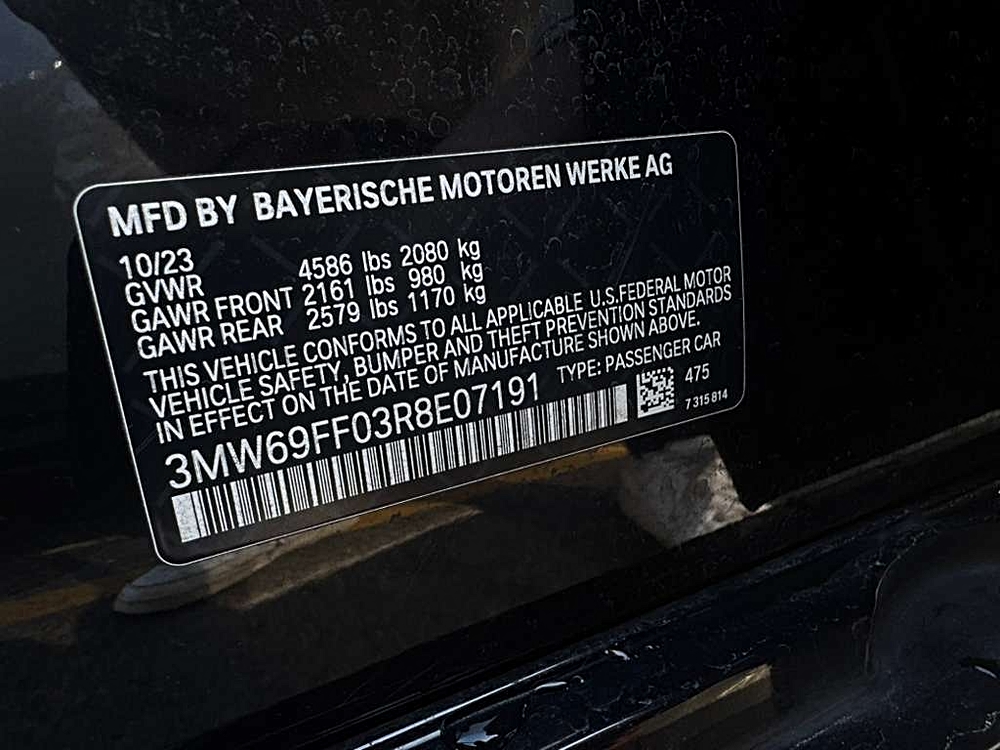 MFD BY BAYERISCHE MOTOREN WERKE AG
10/23
GVWR 4586 lbs 2080 kg
GAWR FRONT 2161 lbs 980 kg
GAWR REAR 2579 lbs 1170 kg
THIS VEHICLE CONFORMS TO ALL APPLICABLE U.S.FEDERAL MOTOR
VEHICLE SAFETY, BUMPER AND THEFT PREVENTION STANDARDS
IN EFFECT ON THE DATE OF MANUFACTURE SHOWN ABOVE.
3MW69FF03R8E07191 TYPE: PASSENGER CAR
475
7 315 814